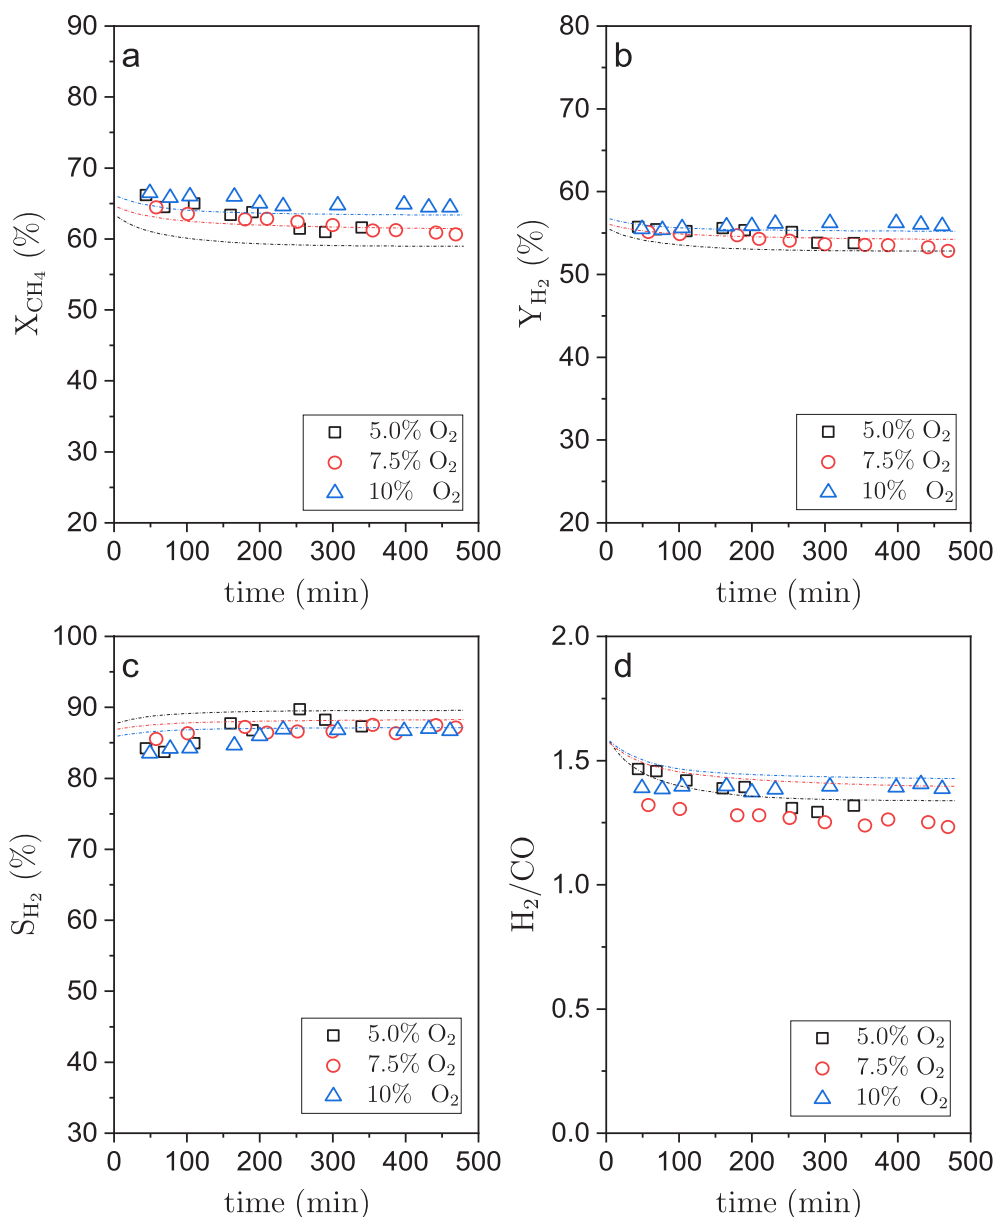 a
X_CH4 (%)
90
80
70
60
50
40
30
20
0 100 200 300 400 500
time (min)
5.0% O₂
7.5% O₂
10% O₂
b
Y_H2 (%)
80
70
60
50
40
30
20
0 100 200 300 400 500
time (min)
5.0% O₂
7.5% O₂
10% O₂
c
S_H2 (%)
100
90
80
70
60
50
40
30
0 100 200 300 400 500
time (min)
5.0% O₂
7.5% O₂
10% O₂
d
H₂/CO
2.0
1.5
1.0
0.5
0.0
0 100 200 300 400 500
time (min)
5.0% O₂
7.5% O₂
10% O₂